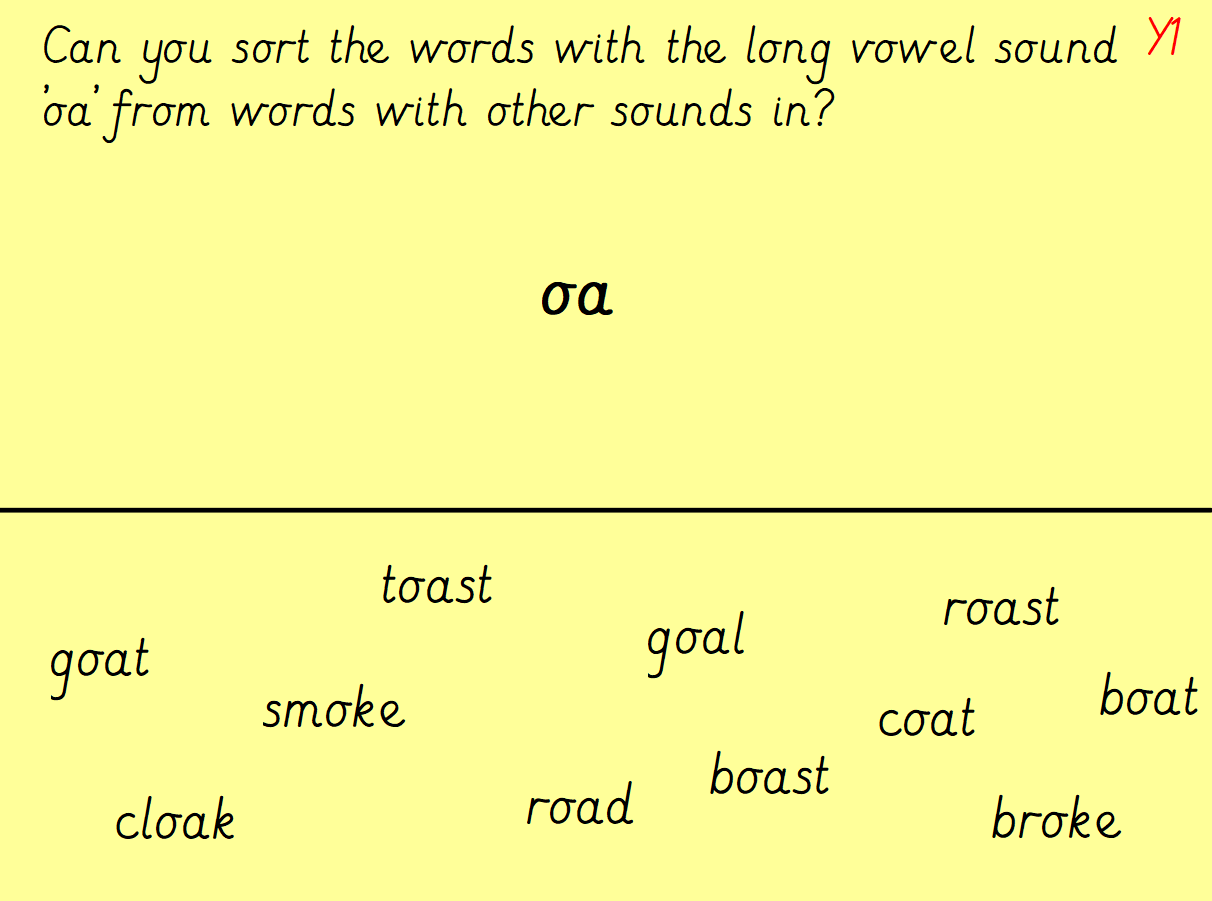 Can you sort the words with the long vowel sound Y1
'oa' from words with other sounds in?
oa
toast
roast
goal
goat
boat
smoke
coat
boast
road
cloak
broke